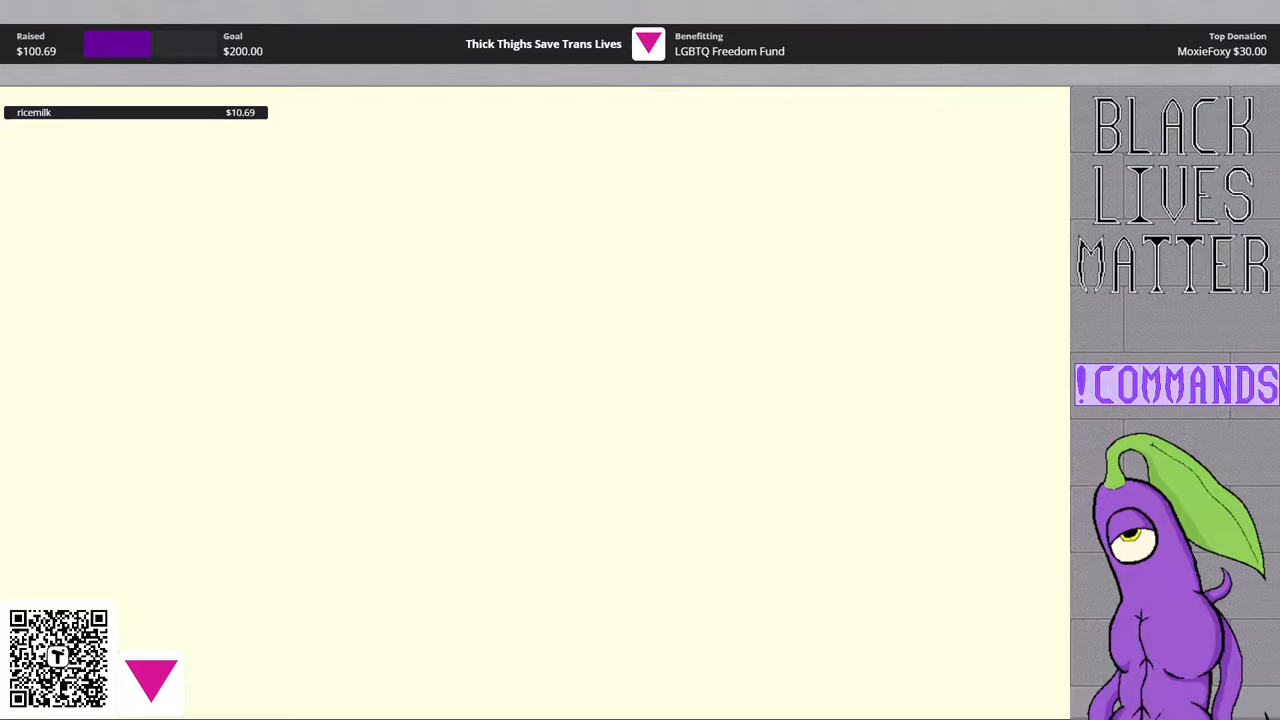 Raised
$100.69
Goal
$200.00
Thick Thighs Save Trans Lives
Benefitting
LGBTQ Freedom Fund
Top Donation
MoxieFoxy $30.00
ricemilk $10.69
BLACK
LIVES
MATTER
!COMMANDS
T